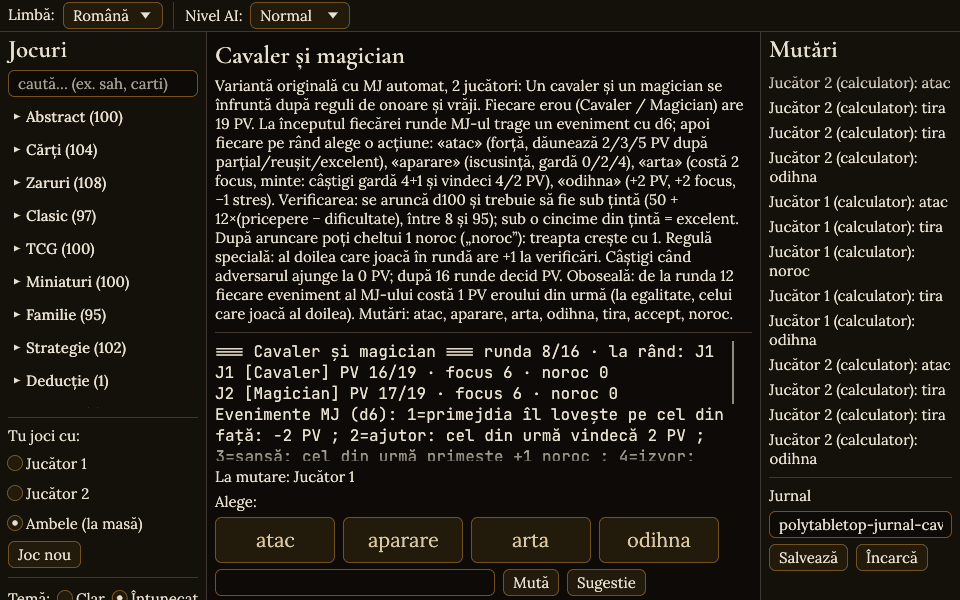 Limbă: Română ▼ Nivel AI: Normal ▼
Jocuri
caută... (ex. sah, carti)
▸ Abstract (100)
▸ Cărți (104)
▸ Zaruri (108)
▸ Clasic (97)
▸ TCG (100)
▸ Miniaturi (100)
▸ Familie (95)
▸ Strategie (102)
▸ Deducție (1)
Tu joci cu:
Jucător 1
Jucător 2
Ambele (la masă)
Joc nou
Temă: Clar Întunecat
Cavaler și magician
Variantă originală cu MJ automat, 2 jucători: Un cavaler și un magician se
înfruntă după reguli de onoare și vrăji. Fiecare erou (Cavaler / Magician) are
19 PV. La începutul fiecărei runde MJ-ul trage un eveniment cu d6; apoi
fiecare pe rând alege o acțiune: «atac» (forță, dăunează 2/3/5 PV după
parțial/reușit/excelent), «aparare» (iscusință, gardă 0/2/4), «arta» (costă 2
focus, minte: câștigi gardă 4+1 și vindeci 4/2 PV), «odihna» (+2 PV, +2 focus,
−1 stres). Verificarea: se aruncă d100 și trebuie să fie sub țintă (50 +
12×(pricepere − dificultate), între 8 și 95); sub o cincime din țintă = excelent.
După aruncare poți cheltui 1 noroc („noroc”): treapta crește cu 1. Regulă
specială: al doilea care joacă în rundă are +1 la verificări. Câștigi când
adversarul ajunge la 0 PV; după 16 runde decid PV. Oboseală: de la runda 12
fiecare eveniment al MJ-ului costă 1 PV eroului din urmă (la egalitate, celui
care joacă al doilea). Mutări: atac, aparare, arta, odihna, tira, accept, noroc.
═══ Cavaler și magician ═══ runda 8/16 · la rând: J1
J1 [Cavaler] PV 16/19 · focus 6 · noroc 0
J2 [Magician] PV 17/19 · focus 6 · noroc 0
Evenimente MJ (d6): 1=primejdia îl lovește pe cel din
față: -2 PV ; 2=ajutor: cel din urmă vindecă 2 PV ;
3=șansă: cel din urmă primește +1 noroc ; 4=izvor:
La mutare: Jucător 1
Alege:
atac aparare arta odihna
Mută Sugestie
Mutări
Jucător 2 (calculator): atac
Jucător 2 (calculator): tira
Jucător 2 (calculator): tira
Jucător 2 (calculator):
odihna
Jucător 1 (calculator): atac
Jucător 1 (calculator): tira
Jucător 1 (calculator):
noroc
Jucător 1 (calculator): tira
Jucător 1 (calculator):
odihna
Jucător 2 (calculator): atac
Jucător 2 (calculator): tira
Jucător 2 (calculator): tira
Jucător 2 (calculator):
odihna
Jurnal
polytabletop-jurnal-cav
Salvează Încarcă